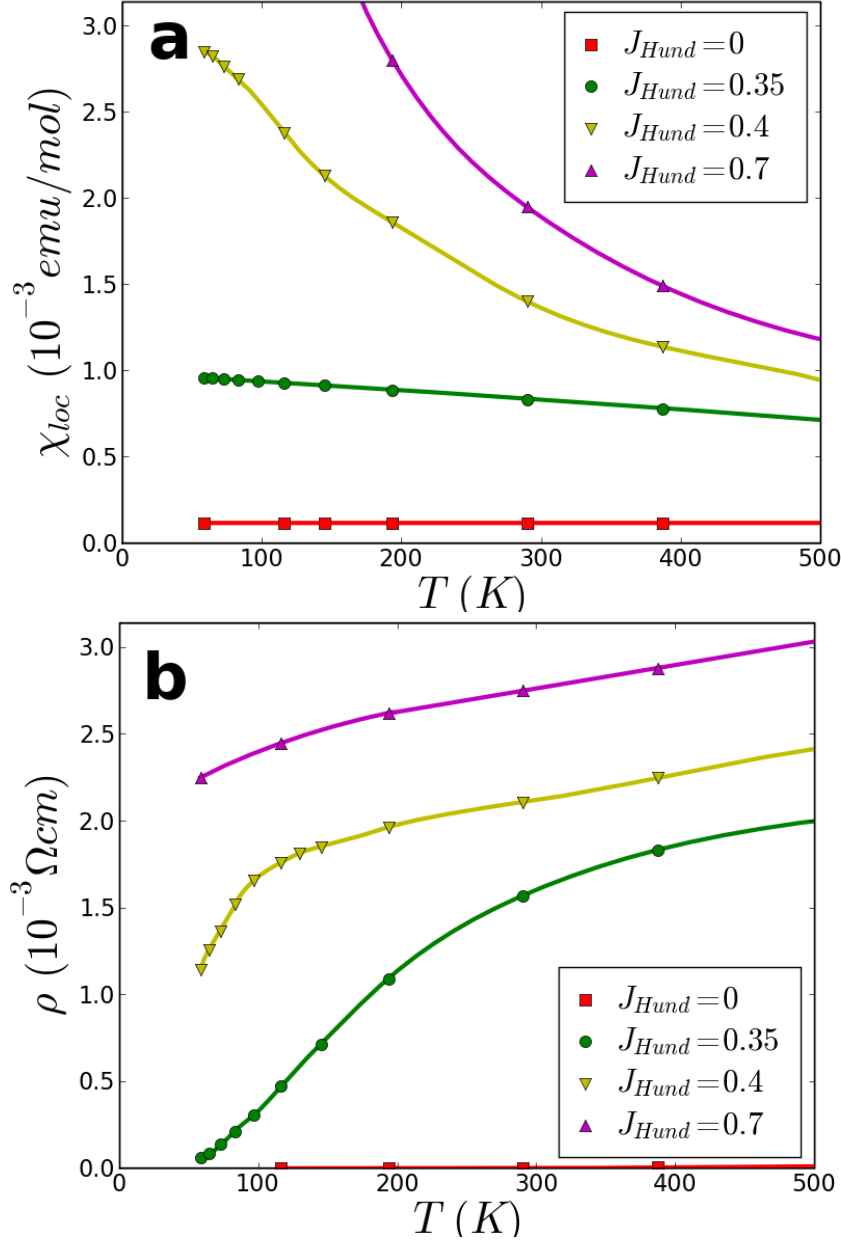 a
3.0
2.5
2.0
1.5
1.0
0.5
0.0
χ_loc (10^−3 emu/mol)
J_Hund=0
J_Hund=0.35
J_Hund=0.4
J_Hund=0.7
0 100 200 300 400 500
T (K)
b
3.0
2.5
2.0
1.5
1.0
0.5
0.0
ρ (10^−3 Ωcm)
J_Hund=0
J_Hund=0.35
J_Hund=0.4
J_Hund=0.7
0 100 200 300 400 500
T (K)